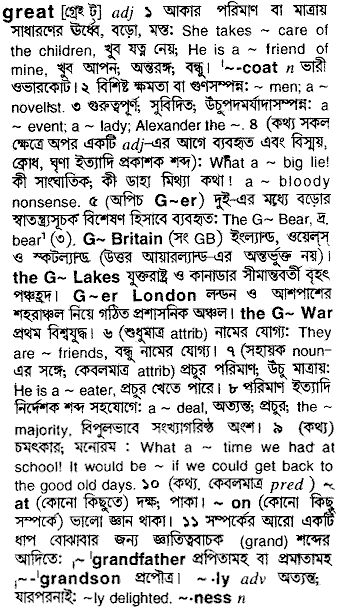 great [গ্রেইট্] adj ১ আকার পরিমাণ বা মাত্রায়
সাধারণের ঊর্ধ্বে, বড়ো, মস্ত: She takes ~ care of
the children, খুব যত্ন নেয়; He is a ~ friend of
mine, খুব আপন; অন্তরঙ্গ; বন্ধু। '~-coat n ভারী
ওভারকোট। ২ বিশিষ্ট ক্ষমতা বা গুণসম্পন্ন: ~ men; a ~
novelist. ৩ গুরুত্বপূর্ণ; সুবিদিত; উঁচুপদমর্যাদাসম্পন্ন: a
~ event; a ~ lady; Alexander the ~. ৪ (কথ্য সকল
ক্ষেত্রে অপর একটি adj-এর আগে ব্যবহৃত এবং বিস্ময়,
ক্রোধ, ঘৃণা ইত্যাদি প্রকাশক শব্দ): What a ~ big lie!
কী সাংঘাতিক, কী ডাহা মিথ্যা কথা! a ~ bloody
nonsense. ৫ (অপিচ G~er) দুই-এর মধ্যে বড়োর
স্বাতন্ত্র্যসূচক বিশেষণ হিসাবে ব্যবহৃত: The G~ Bear, দ্র.
bear¹ (৩). G~ Britain (সং GB) ইংল্যান্ড, ওয়েল্‌স্
ও স্কটল্যান্ড (উত্তর আয়ারল্যান্ড-এর অন্তর্ভুক্ত নয়)।
the G~ Lakes যুক্তরাষ্ট্র ও কানাডার সীমান্তবর্তী বৃহৎ
পঞ্চহ্রদ। G~er London লন্ডন ও আশপাশের
শহরাঞ্চল নিয়ে গঠিত প্রশাসনিক অঞ্চল। the G~ War
প্রথম বিশ্বযুদ্ধ। ৬ (শুধুমাত্র attrib) নামের যোগ্য: They
are ~ friends, বন্ধু নামের যোগ্য। ৭ (সহায়ক noun-
এর সঙ্গে; কেবলমাত্র attrib) প্রচুর পরিমাণ; উঁচু মাত্রায়:
He is a ~ eater, প্রচুর খেতে পারে। ৮ পরিমাণ ইত্যাদি
নির্দেশক শব্দ সহযোগে: a ~ deal, অত্যন্ত; প্রচুর; the ~
majority, বিপুলভাবে সংখ্যাগরিষ্ঠ অংশ। ৯ (কথ্য)
চমৎকার; মনোরম : What a ~ time we had at
school! It would be ~ if we could get back to
the good old days. ১০ (কথ্য, কেবলমাত্র pred) ~
at (কোনো কিছুতে) দক্ষ; পাকা। ~ on (কোনো কিছু
সম্পর্কে) ভালো জ্ঞান থাকা। ১১ সম্পর্কের আরো একটি
ধাপ বোঝাবার জন্য জ্ঞাতিত্ববাচক (grand) শব্দের
আদিতে: ˌ~'grandfather প্রপিতামহ বা প্রমাতামহ
ˌ~-'grandson প্রপৌত্র। ~·ly adv অত্যন্ত;
যারপরনাই: ~ly delighted. ~·ness n